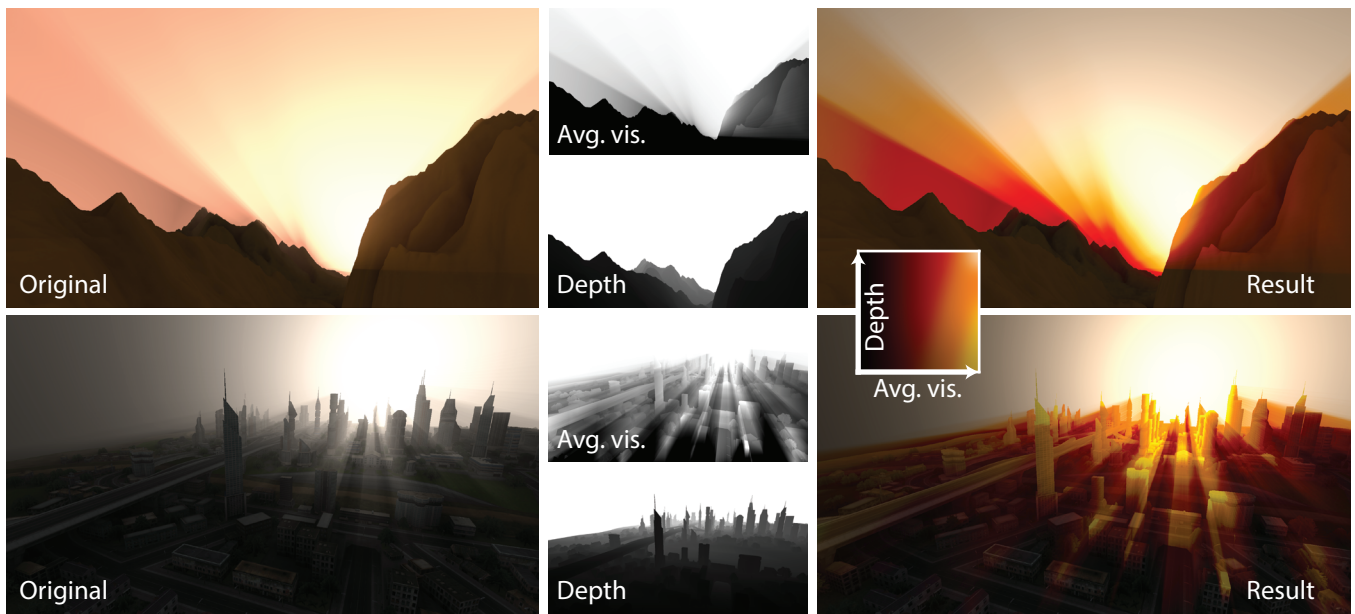 Original
Avg. vis.
Depth
Result
Depth
Avg. vis.
Original
Avg. vis.
Depth
Result